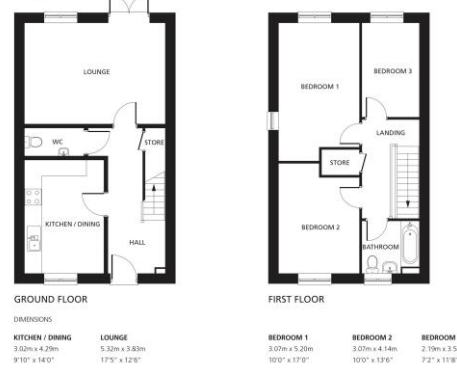 LOUNGE
WC
STORE
KITCHEN / DINING
HALL
GROUND FLOOR
DIMENSIONS
KITCHEN / DINING
3.02m x 4.29m
9'10" x 14'0"
LOUNGE
5.32m x 3.83m
17'5" x 12'6"
BEDROOM 1
BEDROOM 3
LANDING
STORE
BEDROOM 2
BATHROOM
FIRST FLOOR
BEDROOM 1
3.07m x 5.20m
10'0" x 17'0"
BEDROOM 2
3.07m x 4.14m
10'0" x 13'6"
BEDROOM
2.19m x 3.5
7'2" x 11'8"